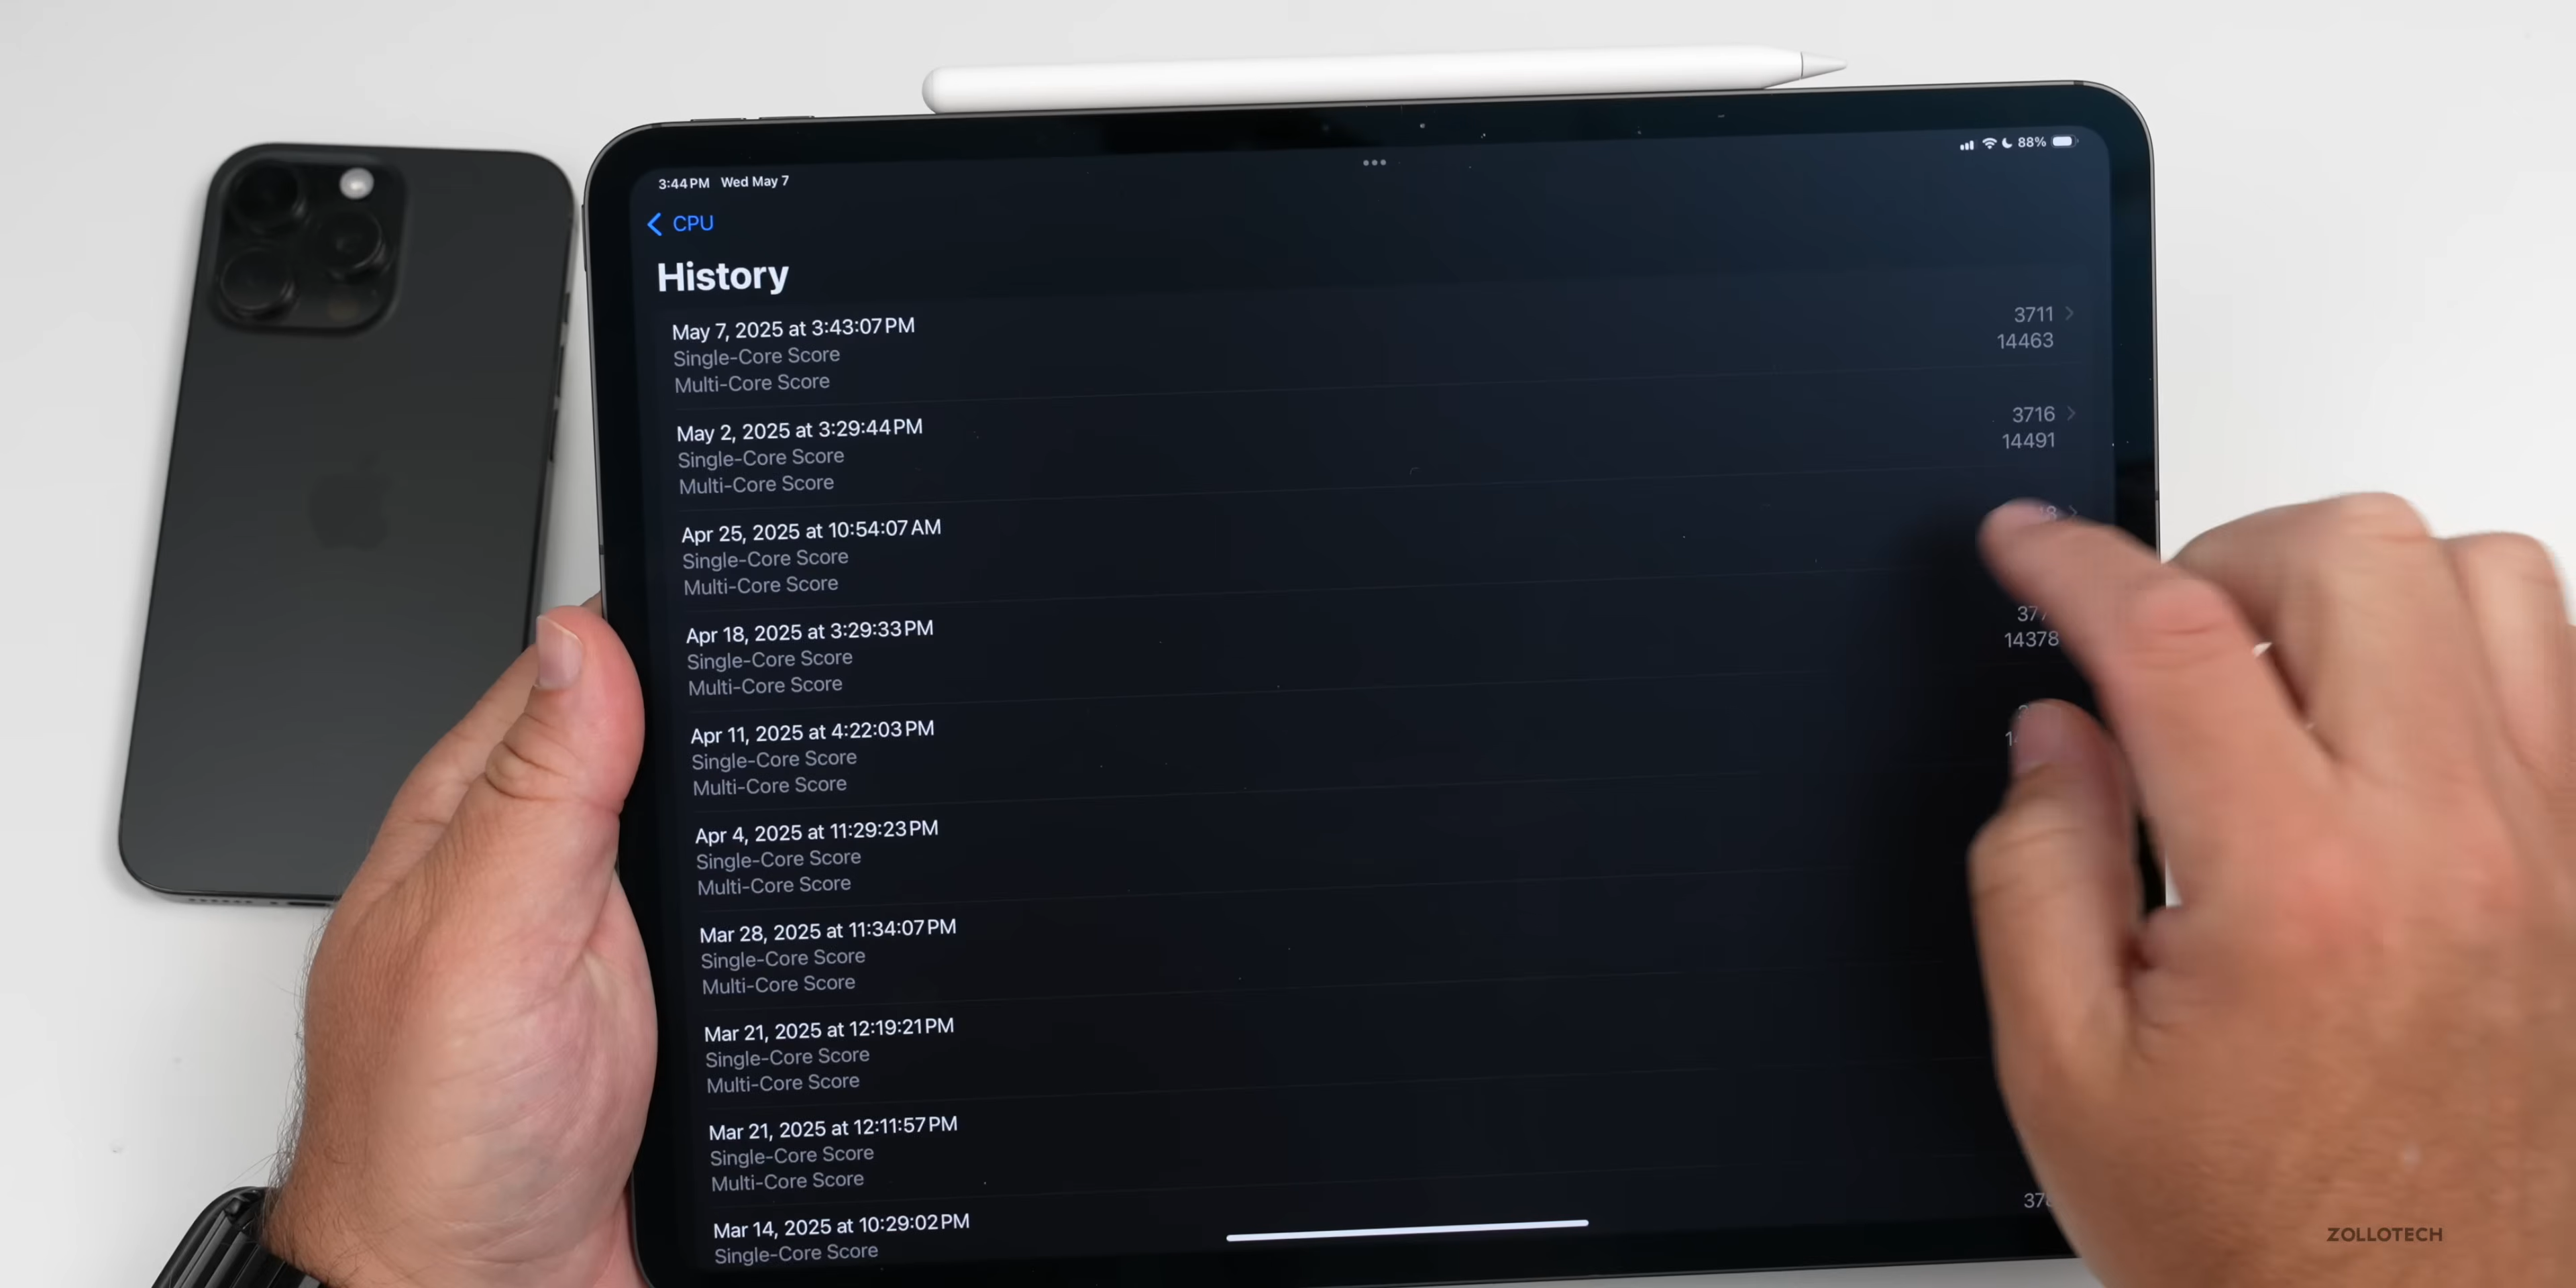 3:44 PM Wed May 7
88%
CPU
History
May 7, 2025 at 3:43:07 PM
Single-Core Score 3711
Multi-Core Score 14463
May 2, 2025 at 3:29:44 PM
Single-Core Score 3716
Multi-Core Score 14491
Apr 25, 2025 at 10:54:07 AM
Single-Core Score
Multi-Core Score
Apr 18, 2025 at 3:29:33 PM
Single-Core Score
Multi-Core Score 14378
Apr 11, 2025 at 4:22:03 PM
Single-Core Score
Multi-Core Score
Apr 4, 2025 at 11:29:23 PM
Single-Core Score
Multi-Core Score
Mar 28, 2025 at 11:34:07 PM
Single-Core Score
Multi-Core Score
Mar 21, 2025 at 12:19:21 PM
Single-Core Score
Multi-Core Score
Mar 21, 2025 at 12:11:57 PM
Single-Core Score
Multi-Core Score
Mar 14, 2025 at 10:29:02 PM
Single-Core Score
ZOLLOTECH